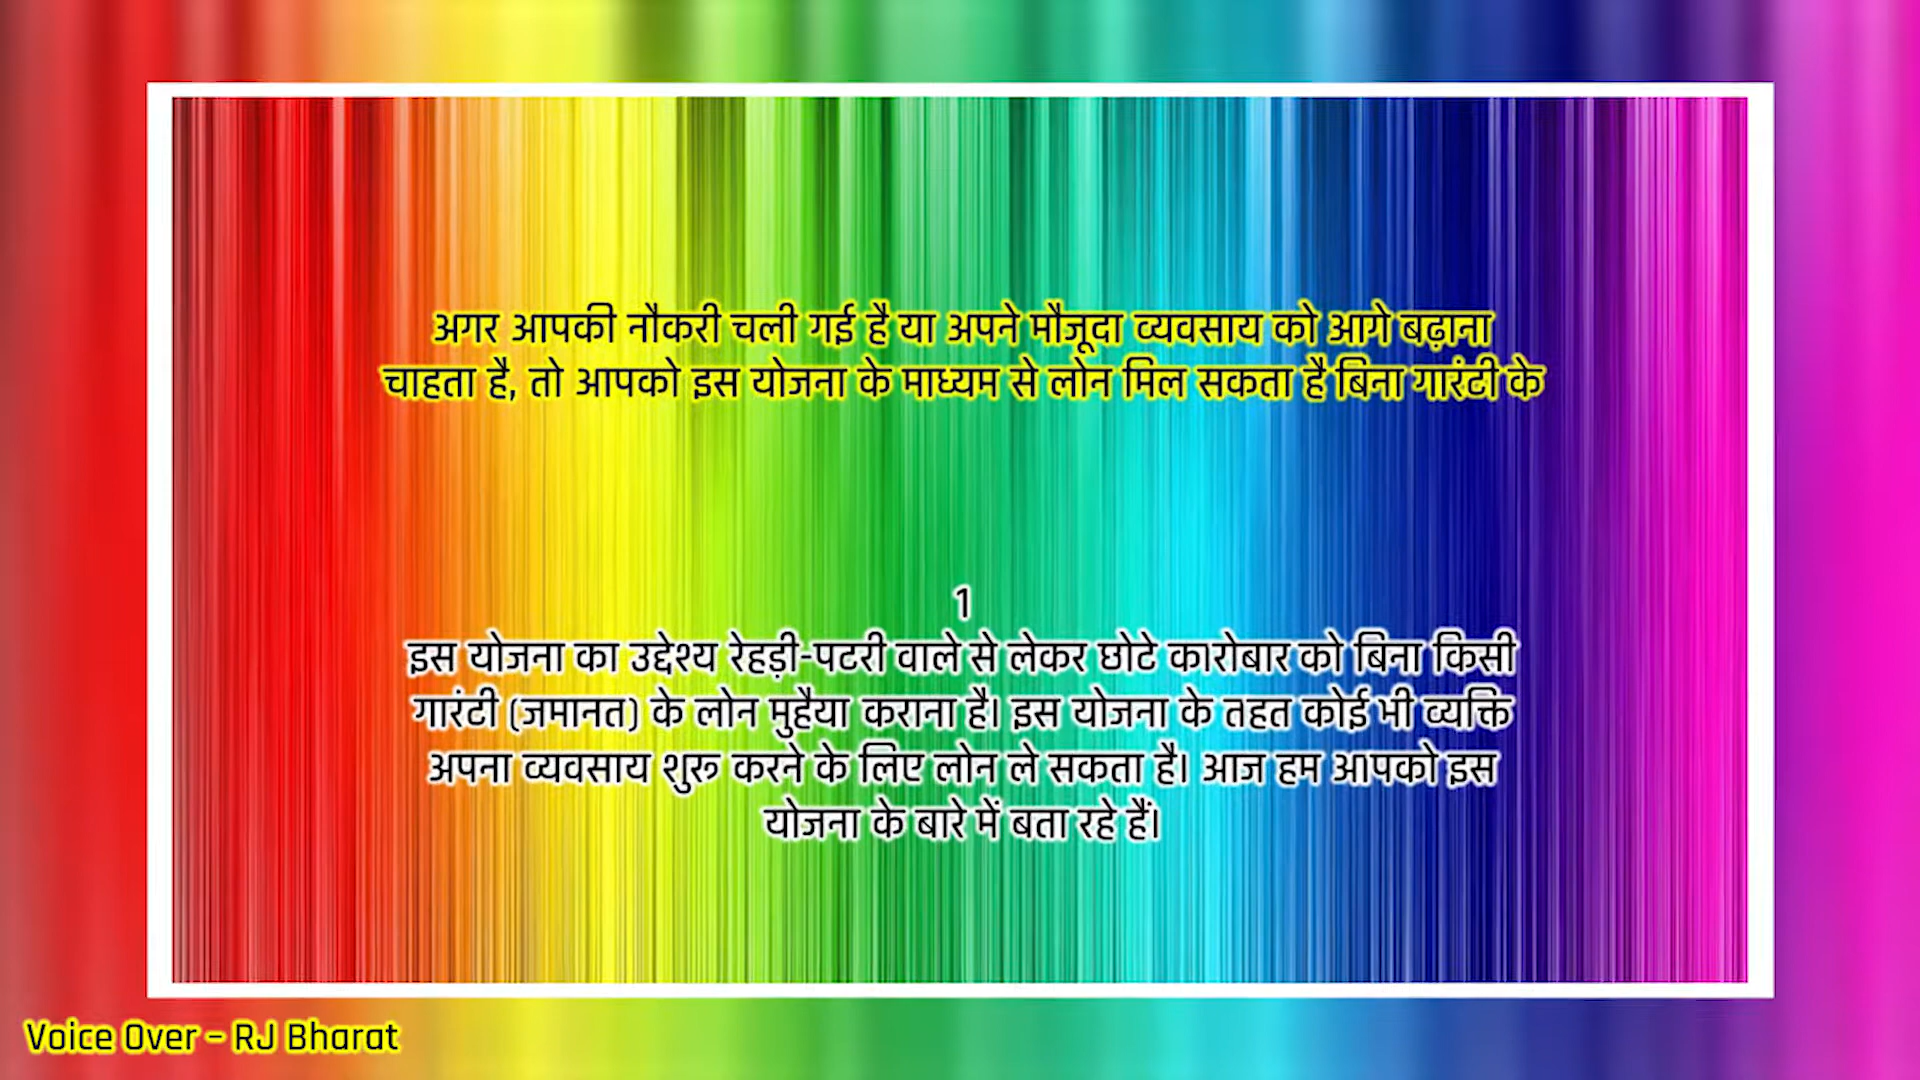 अगर आपकी नौकरी चली गई है या अपने मौजूदा व्यवसाय को आगे बढ़ाना
चाहता है, तो आपको इस योजना के माध्यम से लोन मिल सकता है बिना गारंटी के
1
इस योजना का उद्देश्य रेहड़ी-पटरी वाले से लेकर छोटे कारोबार को बिना किसी
गारंटी (जमानत) के लोन मुहैया कराना है। इस योजना के तहत कोई भी व्यक्ति
अपना व्यवसाय शुरू करने के लिए लोन ले सकता है। आज हम आपको इस
योजना के बारे में बता रहे हैं।
Voice Over - RJ Bharat